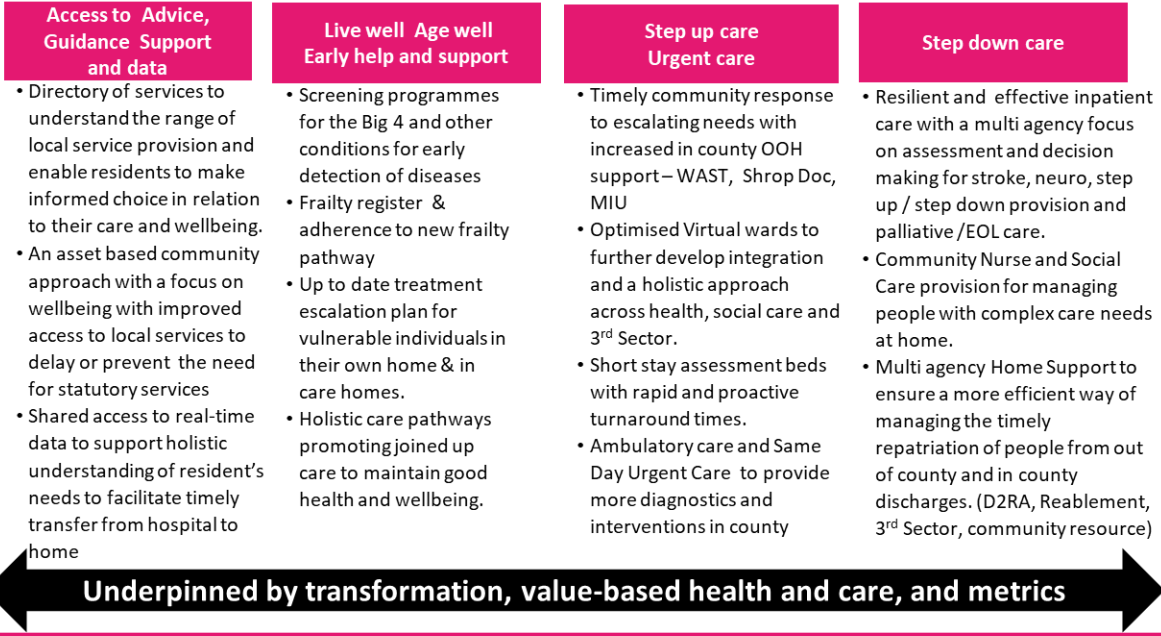 Access to Advice,
Guidance Support
and data
• Directory of services to
understand the range of
local service provision and
enable residents to make
informed choice in relation
to their care and wellbeing.
• An asset based community
approach with a focus on
wellbeing with improved
access to local services to
delay or prevent the need
for statutory services
• Shared access to real-time
data to support holistic
understanding of resident's
needs to facilitate timely
transfer from hospital to
home
Live well Age well
Early help and support
• Screening programmes
for the Big 4 and other
conditions for early
detection of diseases
• Frailty register &
adherence to new frailty
pathway
• Up to date treatment
escalation plan for
vulnerable individuals in
their own home & in
care homes.
• Holistic care pathways
promoting joined up
care to maintain good
health and wellbeing.
Step up care
Urgent care
• Timely community response
to escalating needs with
increased in county OOH
support – WAST, Shrop Doc,
MIU
• Optimised Virtual wards to
further develop integration
and a holistic approach
across health, social care and
3rd Sector.
• Short stay assessment beds
with rapid and proactive
turnaround times.
• Ambulatory care and Same
Day Urgent Care to provide
more diagnostics and
interventions in county
Step down care
• Resilient and effective inpatient
care with a multi agency focus
on assessment and decision
making for stroke, neuro, step
up / step down provision and
palliative /EOL care.
• Community Nurse and Social
Care provision for managing
people with complex care needs
at home.
• Multi agency Home Support to
ensure a more efficient way of
managing the timely
repatriation of people from out
of county and in county
discharges. (D2RA, Reablement,
3rd Sector, community resource)
Underpinned by transformation, value-based health and care, and metrics